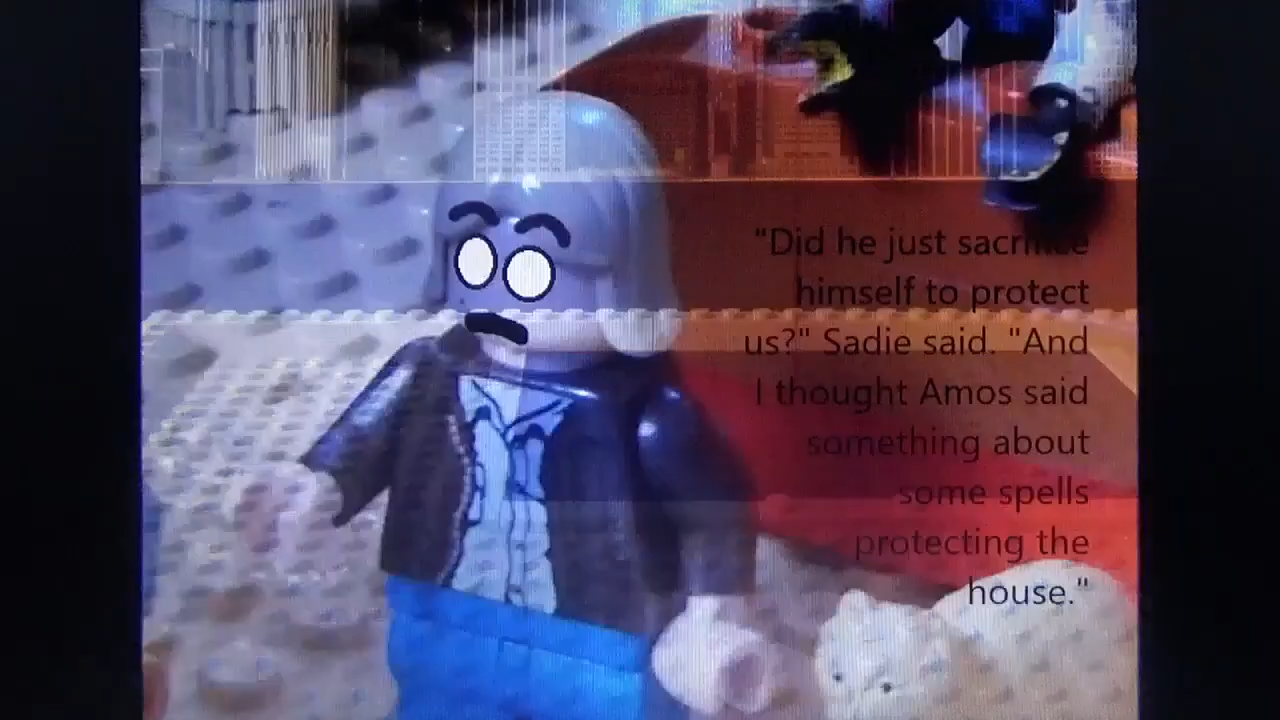 "Did he just sacrifice
himself to protect
us?" Sadie said. "And
I thought Amos said
something about
some spells
protecting the
house."